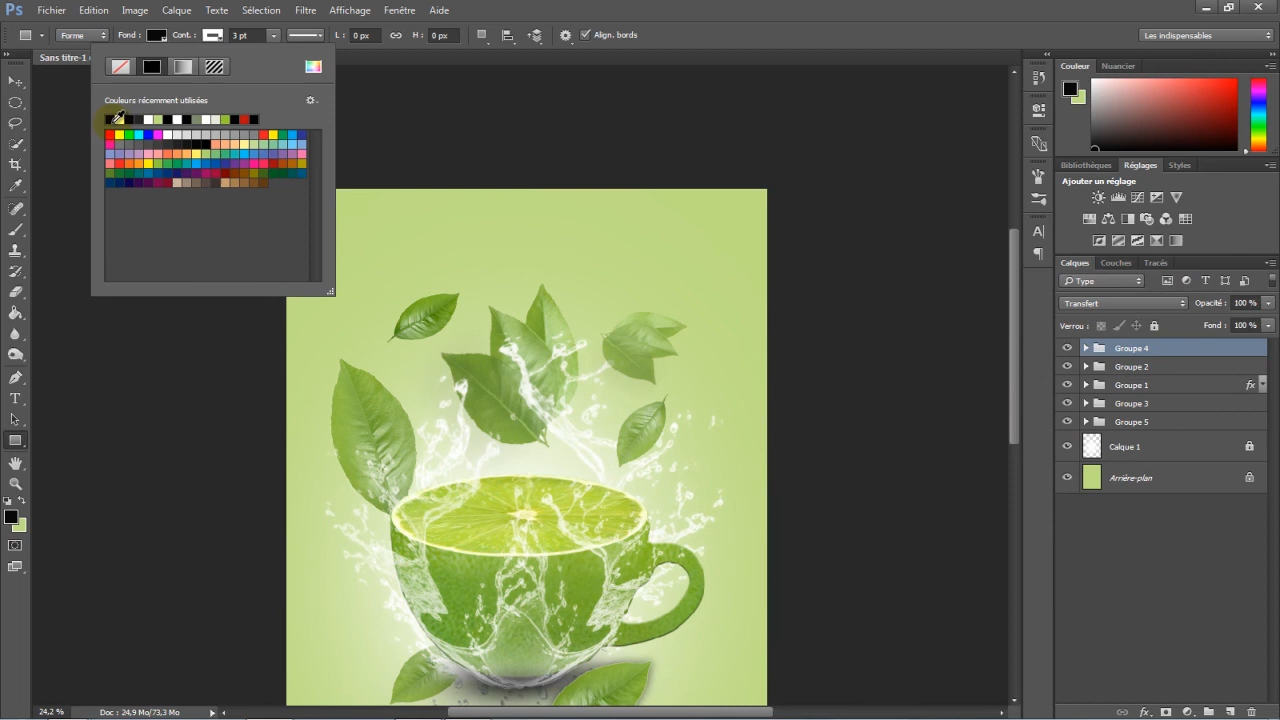 Ps Fichier Edition Image Calque Texte Sélection Filtre Affichage Fenêtre Aide
Forme Fond : Cont. : 3 pt L : 0 px H : 0 px Align. bords Les indispensables
Sans titre-1
Couleurs récemment utilisées
Couleur Nuancier
Bibliothèques Réglages Styles
Ajouter un réglage
Calques Couches Tracés
Type
Transfert Opacité : 100 %
Verrou : Fond : 100 %
Groupe 4
Groupe 2
Groupe 1 fx
Groupe 3
Groupe 5
Calque 1
Arrière-plan
24,2 % Doc : 24,9 Mo/73,3 Mo